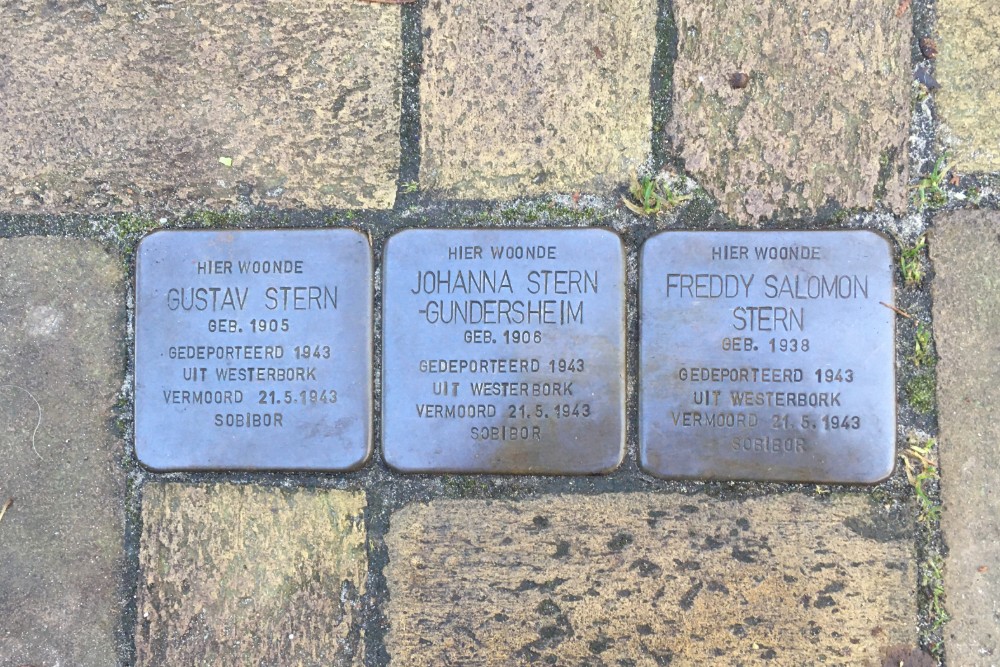 HIER WOONDE
GUSTAV STERN
GEB. 1905
GEDEPORTEERD 1943
UIT WESTERBORK
VERMOORD 21.5.1943
SOBIBOR
HIER WOONDE
JOHANNA STERN
-GUNDERSHEIM
GEB. 1906
GEDEPORTEERD 1943
UIT WESTERBORK
VERMOORD 21.5.1943
SOBIBOR
HIER WOONDE
FREDDY SALOMON
STERN
GEB. 1938
GEDEPORTEERD 1943
UIT WESTERBORK
VERMOORD 21.5.1943
SOBIBOR